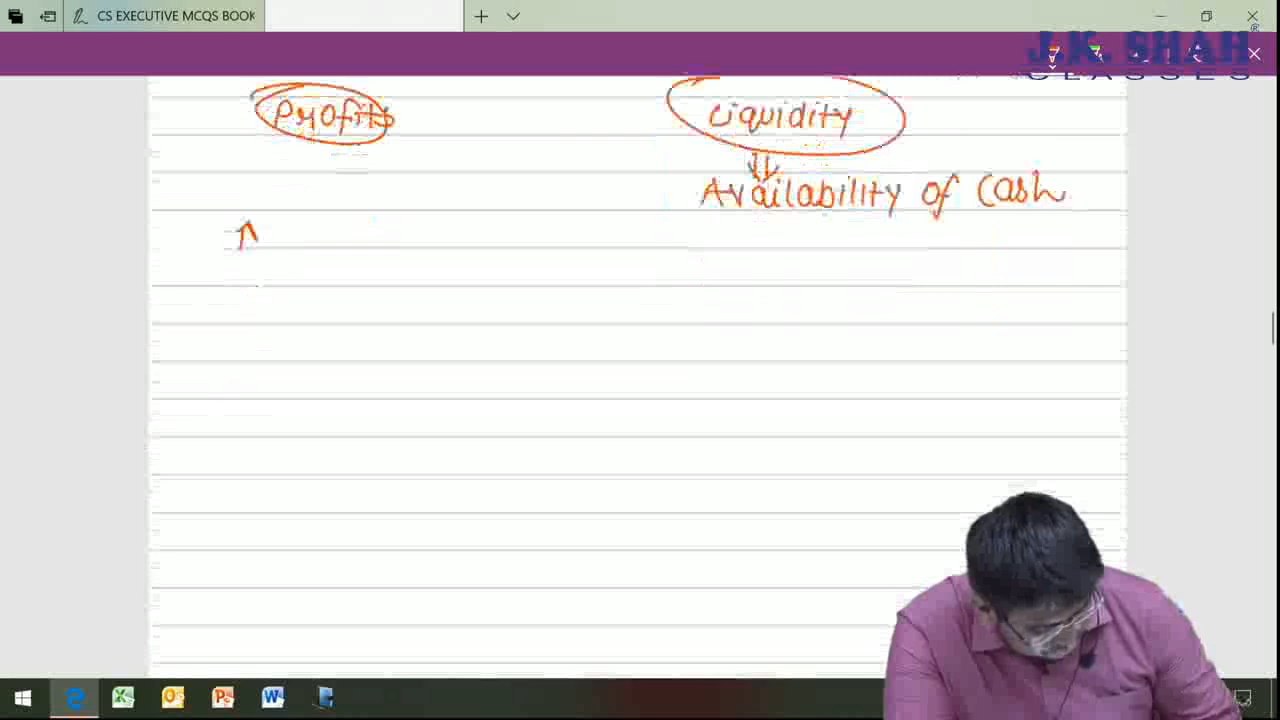 CS EXECUTIVE MCQS BOOK
J.K. SHAH®
CLASSES
Profits Liquidity
Availability of Cash